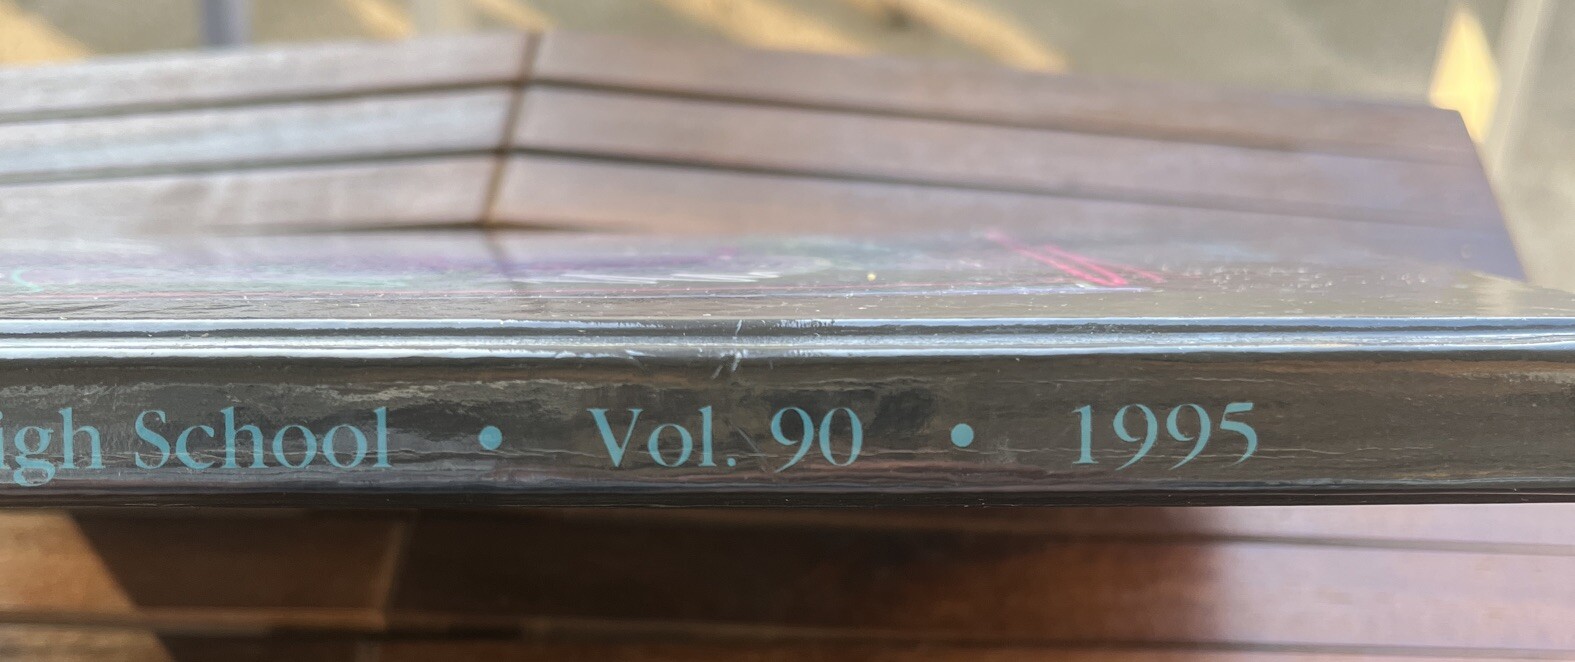 igh School • Vol. 90 • 1995